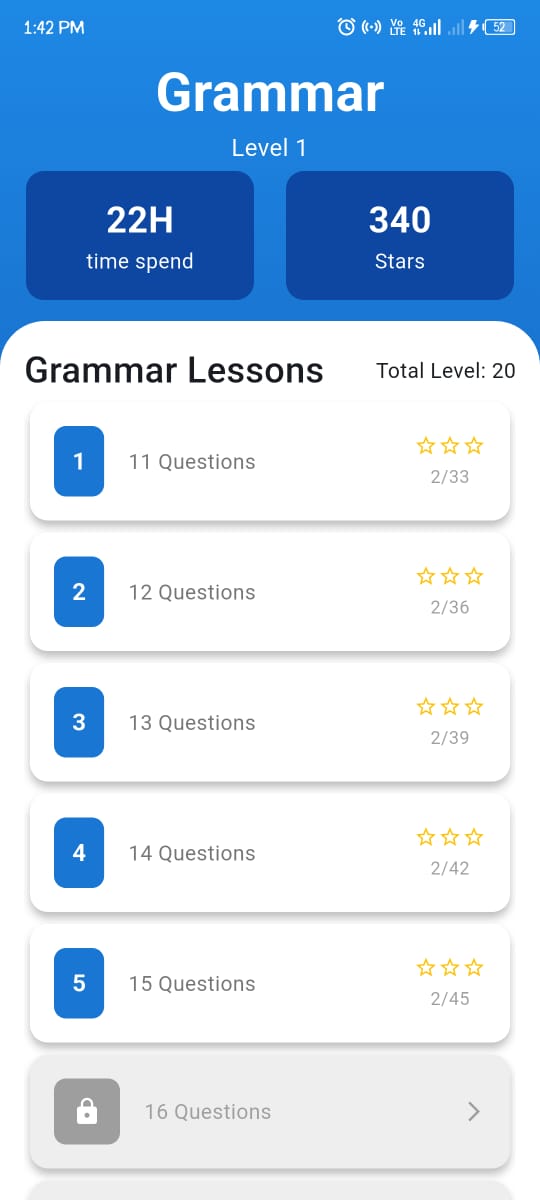 1:42 PM
Vo LTE 4G 52
Grammar
Level 1
22H
time spend
340
Stars
Grammar Lessons
Total Level: 20
1
11 Questions
2/33
2
12 Questions
2/36
3
13 Questions
2/39
4
14 Questions
2/42
5
15 Questions
2/45
16 Questions